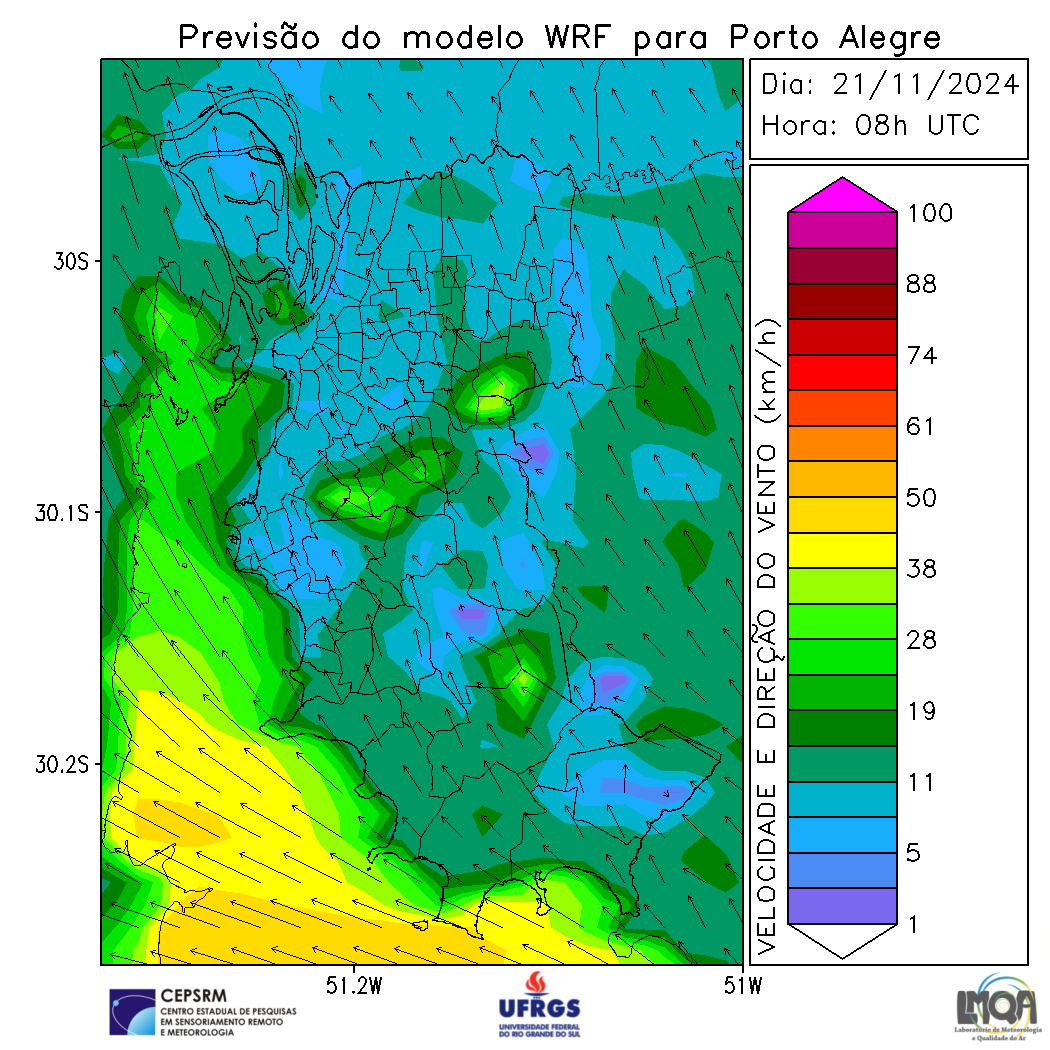 Previsão do modelo WRF para Porto Alegre
Dia: 21/11/2024
Hora: 08h UTC
30S
30.1S
30.2S
51.2W
51W
VELOCIDADE E DIREÇÃO DO VENTO (km/h)
100
88
74
61
50
38
28
19
11
5
1
CEPSRM
CENTRO ESTADUAL DE PESQUISAS
EM SENSORIAMENTO REMOTO
E METEOROLOGIA
UFRGS
UNIVERSIDADE FEDERAL
DO RIO GRANDE DO SUL
LMQA
Laboratório de Meteorologia
e Qualidade do Ar